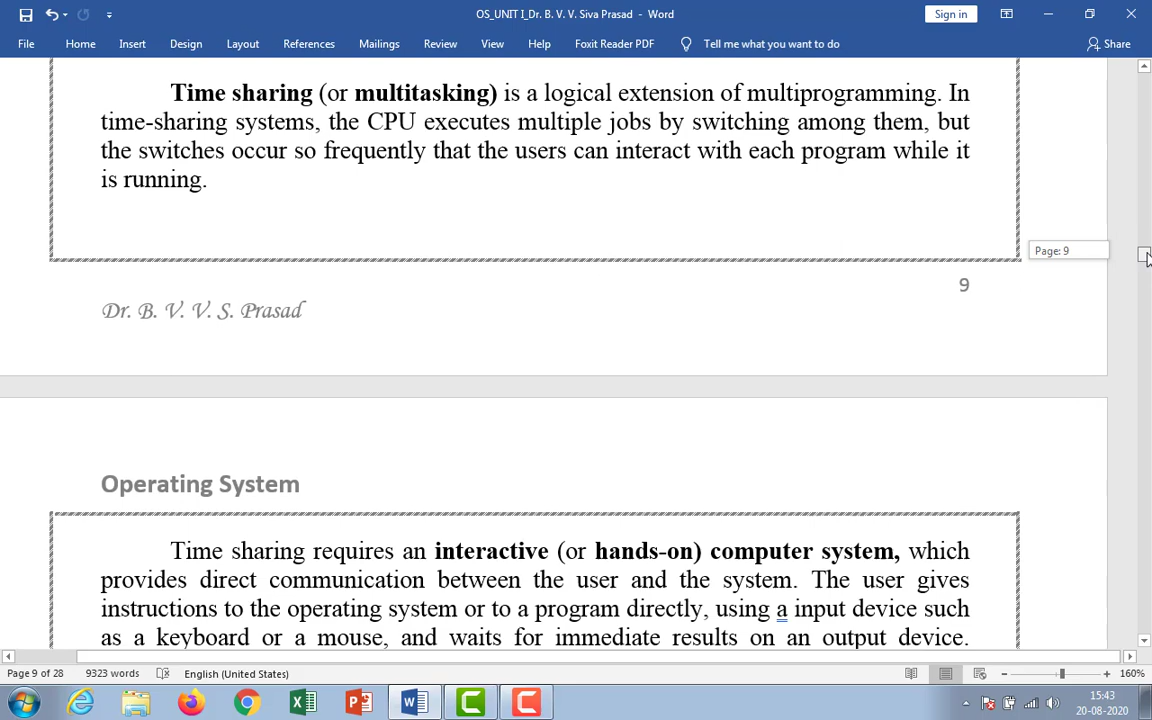 OS_UNIT I_Dr. B. V. V. Siva Prasad - Word
Sign in
File Home Insert Design Layout References Mailings Review View Help Foxit Reader PDF Tell me what you want to do Share
Time sharing (or multitasking) is a logical extension of multiprogramming. In
time-sharing systems, the CPU executes multiple jobs by switching among them, but
the switches occur so frequently that the users can interact with each program while it
is running.
Page: 9
9
Dr. B. V. V. S. Prasad
Operating System
Time sharing requires an interactive (or hands-on) computer system, which
provides direct communication between the user and the system. The user gives
instructions to the operating system or to a program directly, using a input device such
as a keyboard or a mouse, and waits for immediate results on an output device.
Page 9 of 28 9323 words English (United States) 160%
15:43
20-08-2020